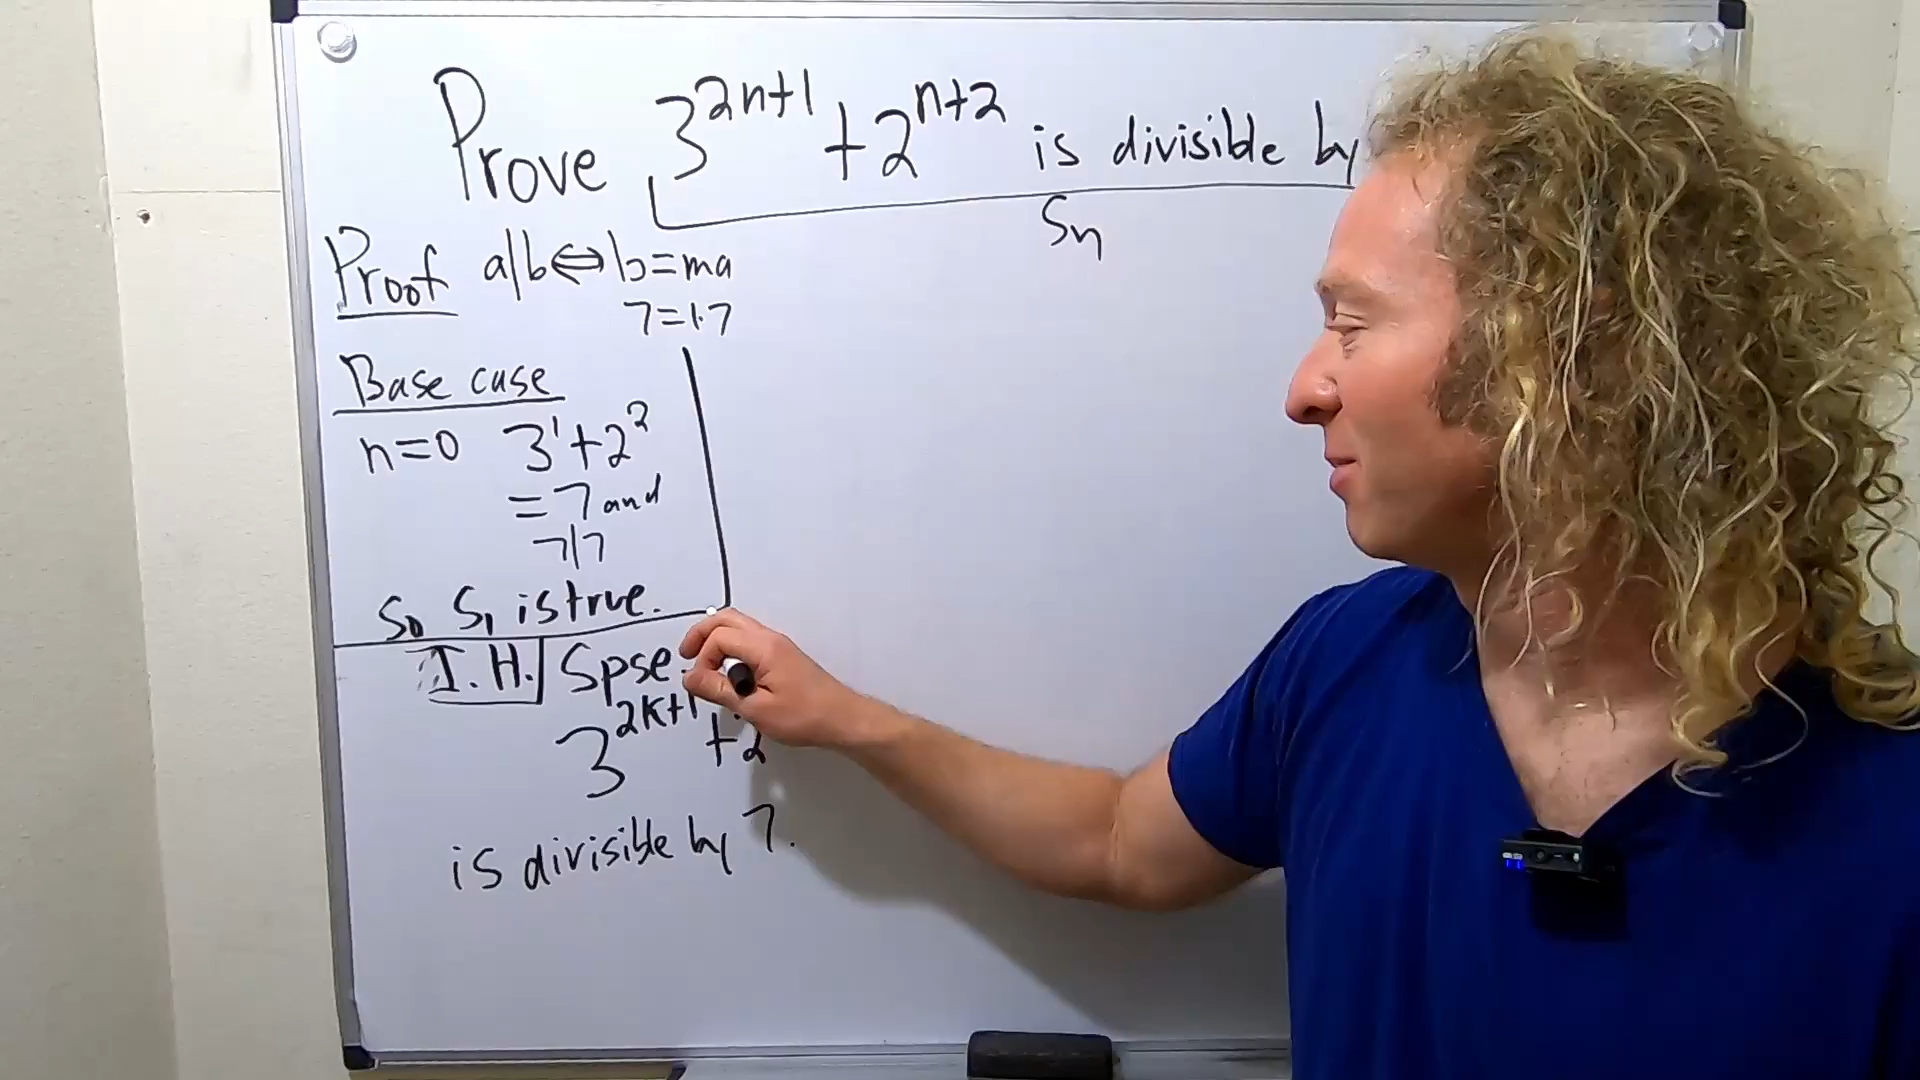 Prove 3^{2n+1} + 2^{n+2} is divisible by
Sn
Proof a|b ⇔ b=ma
7=1·7
Base case
n=0 3^1+2^2
= 7 and
7|7
So S₁ is true.
I.H. Spse
3^{2k+1} +2
is divisible by 7.